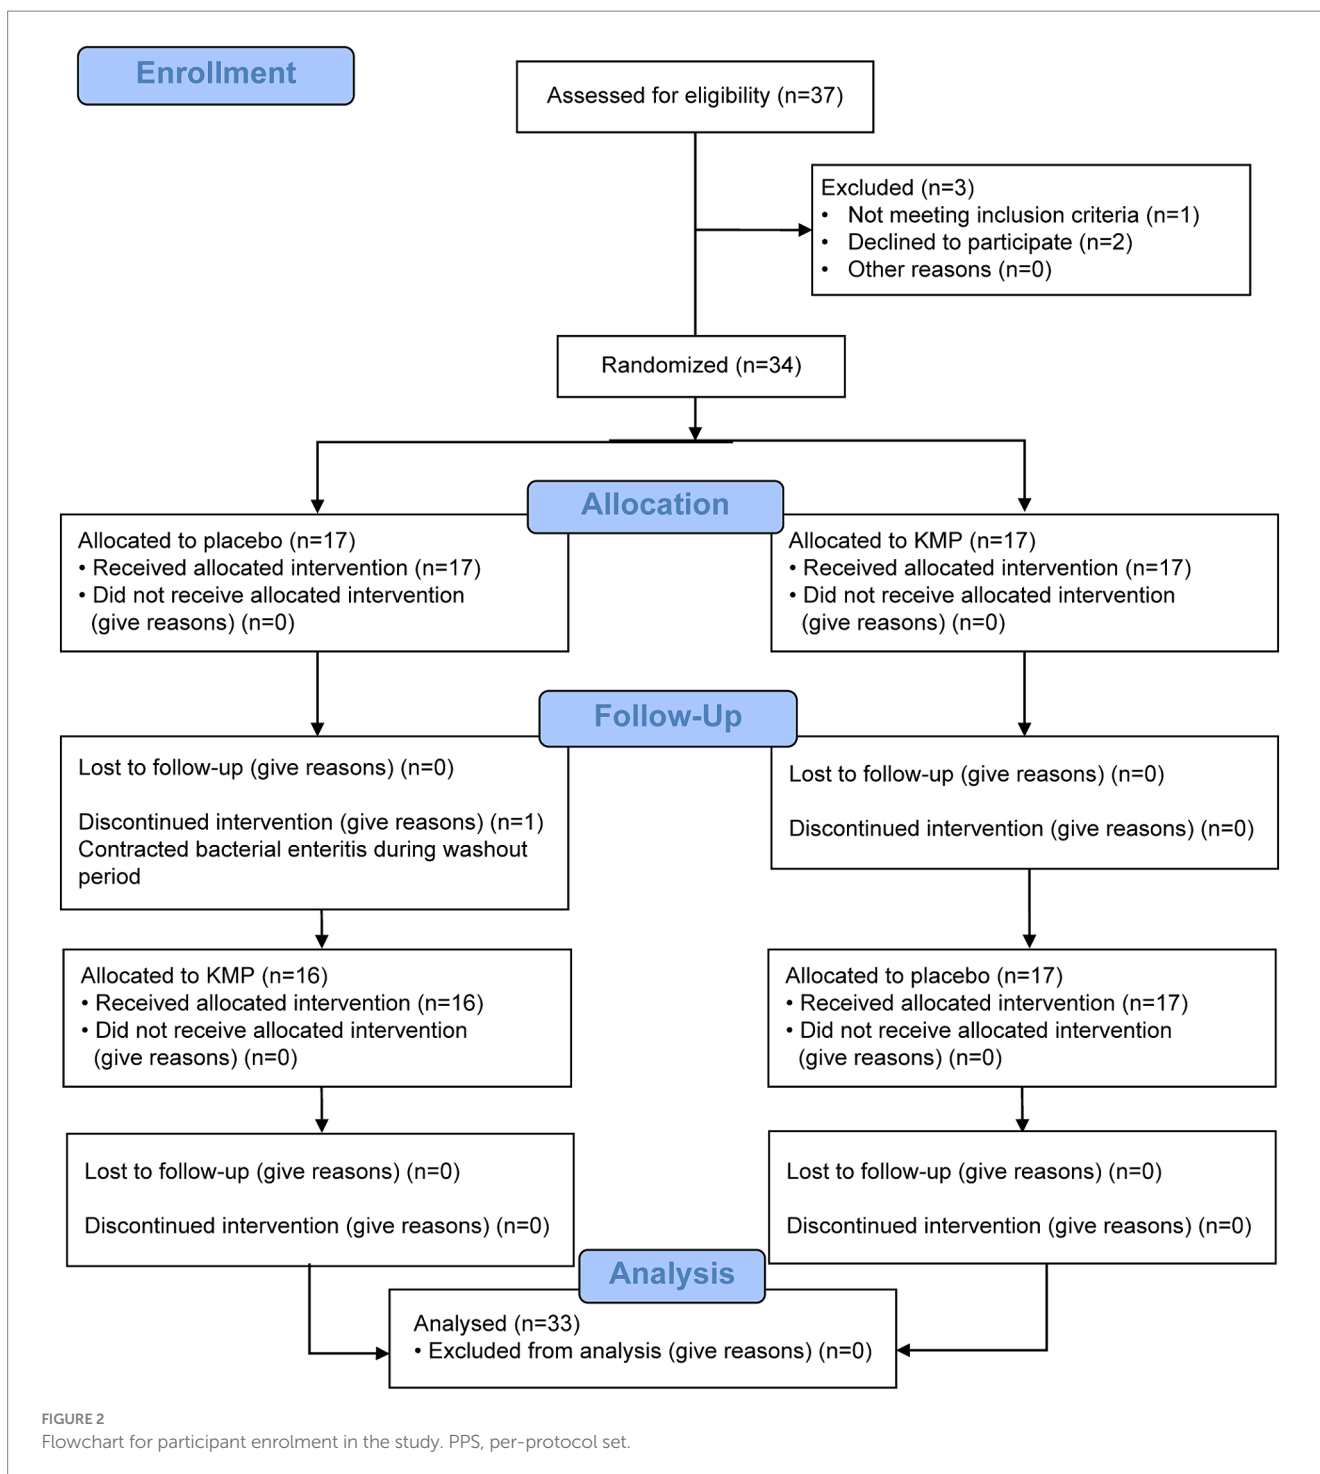 Enrollment
Assessed for eligibility (n=37)
Excluded (n=3)
• Not meeting inclusion criteria (n=1)
• Declined to participate (n=2)
• Other reasons (n=0)
Randomized (n=34)
Allocation
Allocated to placebo (n=17)
• Received allocated intervention (n=17)
• Did not receive allocated intervention
(give reasons) (n=0)
Allocated to KMP (n=17)
• Received allocated intervention (n=17)
• Did not receive allocated intervention
(give reasons) (n=0)
Follow-Up
Lost to follow-up (give reasons) (n=0)
Discontinued intervention (give reasons) (n=1)
Contracted bacterial enteritis during washout
period
Lost to follow-up (give reasons) (n=0)
Discontinued intervention (give reasons) (n=0)
Allocated to KMP (n=16)
• Received allocated intervention (n=16)
• Did not receive allocated intervention
(give reasons) (n=0)
Allocated to placebo (n=17)
• Received allocated intervention (n=17)
• Did not receive allocated intervention
(give reasons) (n=0)
Lost to follow-up (give reasons) (n=0)
Discontinued intervention (give reasons) (n=0)
Lost to follow-up (give reasons) (n=0)
Discontinued intervention (give reasons) (n=0)
Analysis
Analysed (n=33)
• Excluded from analysis (give reasons) (n=0)
FIGURE 2
Flowchart for participant enrolment in the study. PPS, per-protocol set.